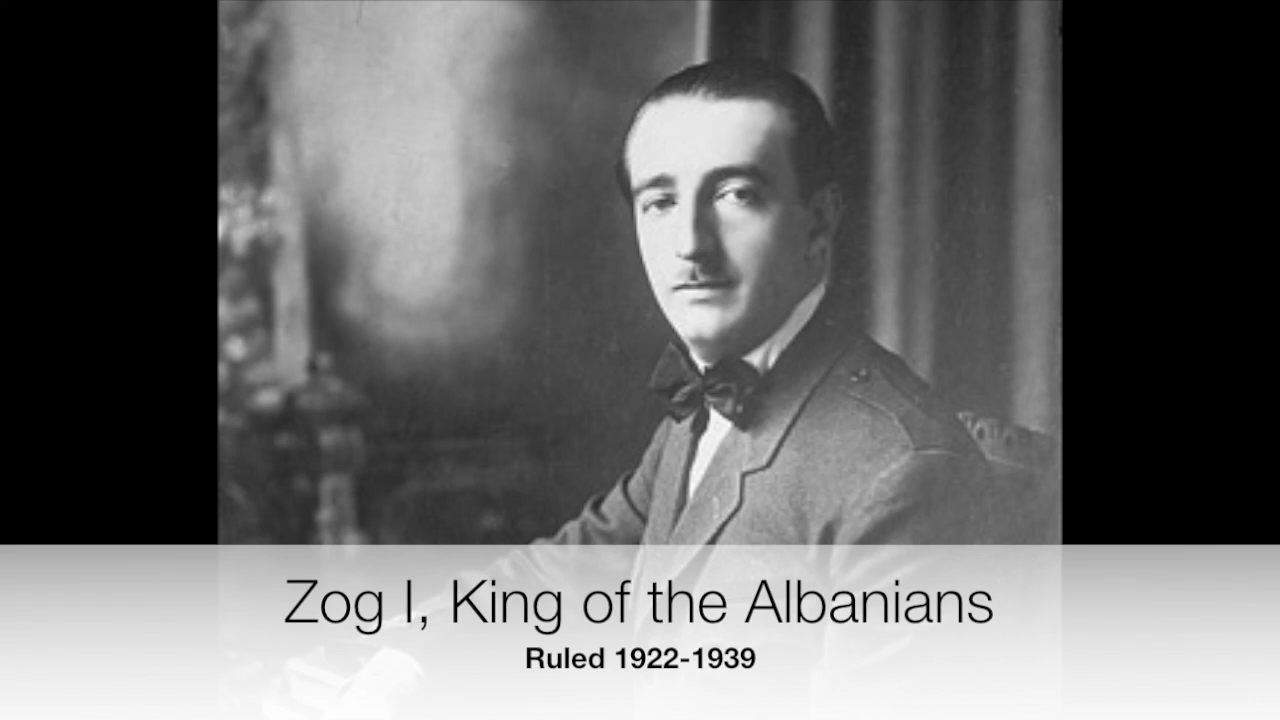 Zog I, King of the Albanians
Ruled 1922-1939